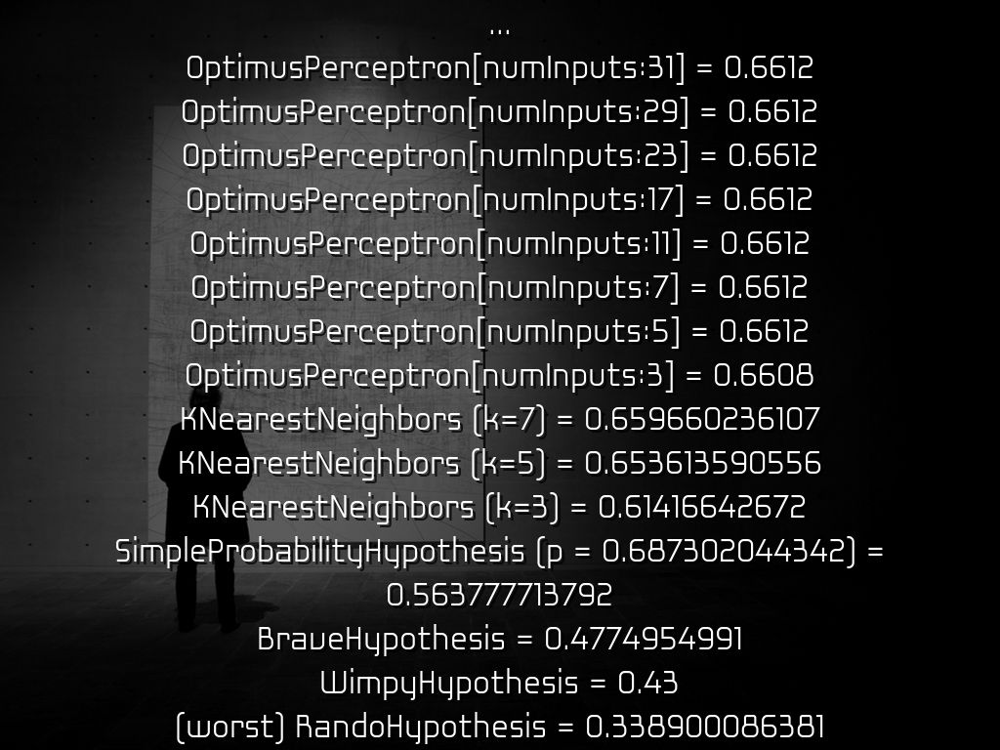 ...
OptimusPerceptron[numInputs:31] = 0.6612
OptimusPerceptron[numInputs:29] = 0.6612
OptimusPerceptron[numInputs:23] = 0.6612
OptimusPerceptron[numInputs:17] = 0.6612
OptimusPerceptron[numInputs:11] = 0.6612
OptimusPerceptron[numInputs:7] = 0.6612
OptimusPerceptron[numInputs:5] = 0.6612
OptimusPerceptron[numInputs:3] = 0.6608
KNearestNeighbors (k=7) = 0.659660236107
KNearestNeighbors (k=5) = 0.653613590556
KNearestNeighbors (k=3) = 0.61416642672
SimpleProbabilityHypothesis (p = 0.687302044342) =
0.563777713792
BraveHypothesis = 0.4774954991
WimpyHypothesis = 0.43
(worst) RandoHypothesis = 0.338900086381